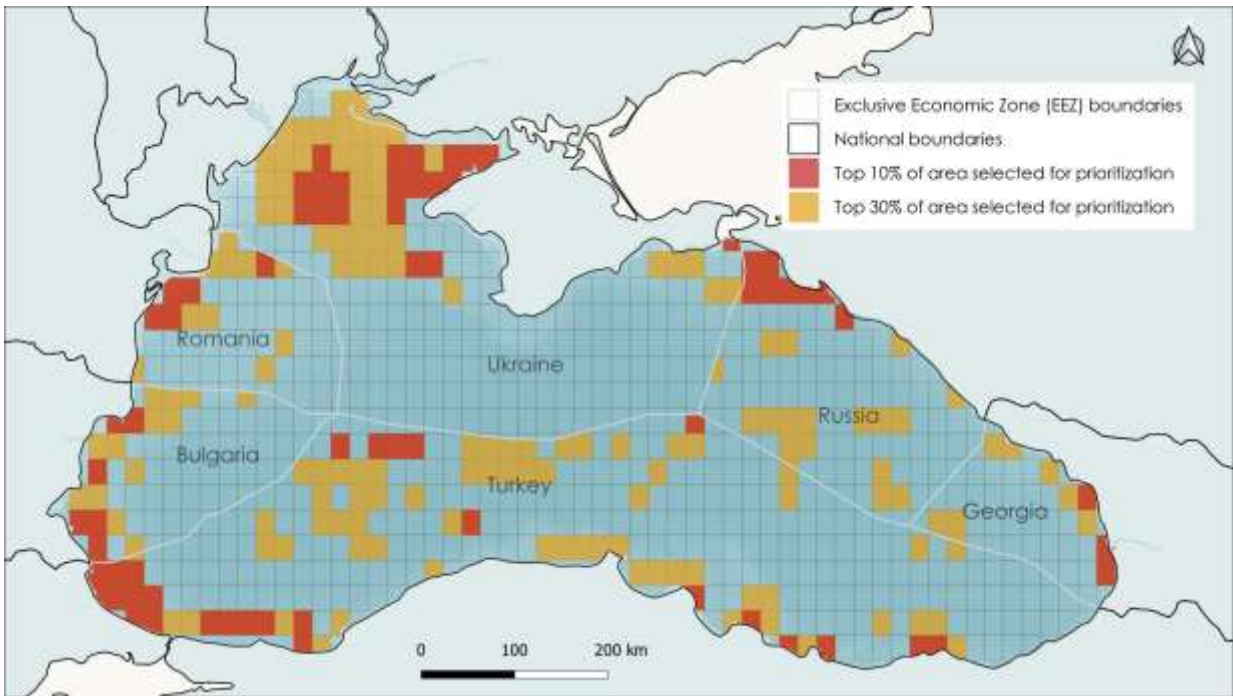 Exclusive Economic Zone (EEZ) boundaries
National boundaries
Top 10% of area selected for prioritization
Top 30% of area selected for prioritization
Romania
Ukraine
Russia
Bulgaria
Turkey
Georgia
0 100 200 km